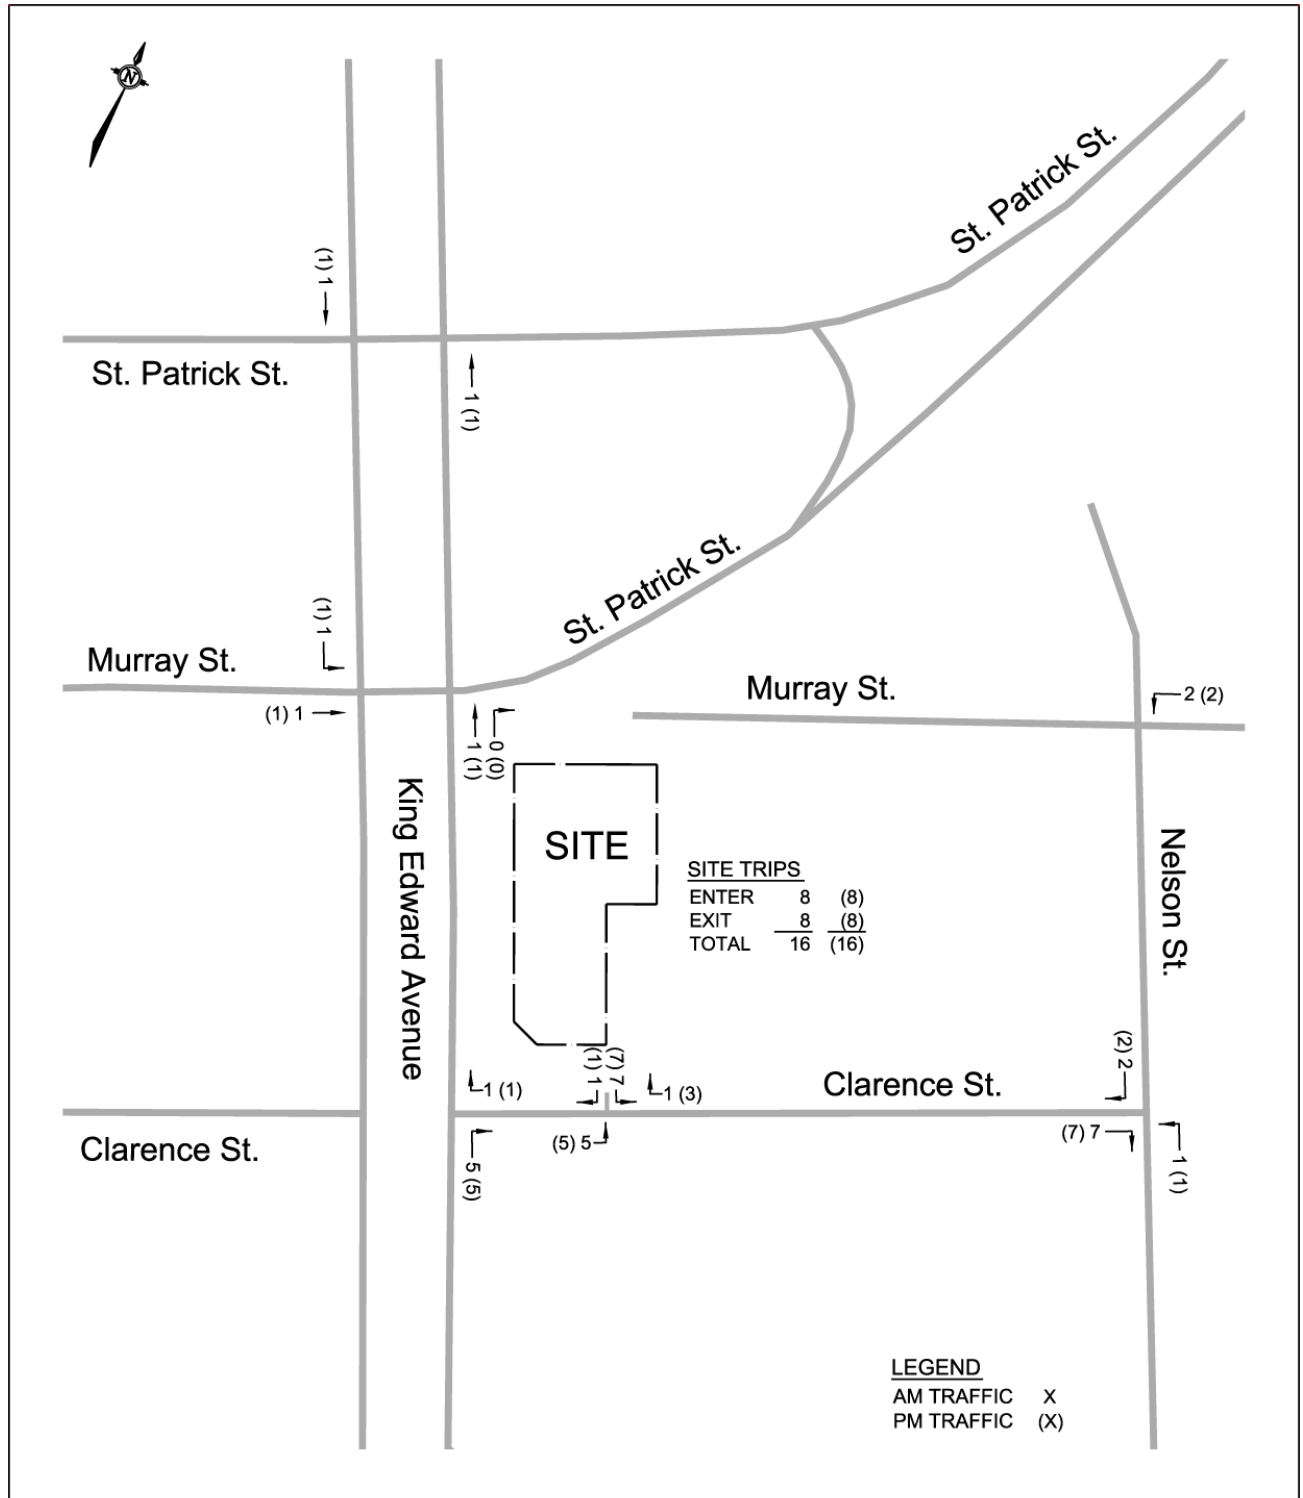 N
St. Patrick St.
(1) 1
St. Patrick St.
1 (1)
St. Patrick St.
(1) 1
Murray St.
Murray St.
2 (2)
(1) 1
0 (0)
1 (1)
King Edward Avenue
SITE
Nelson St.
SITE TRIPS
ENTER 8 (8)
EXIT 8 (8)
TOTAL 16 (16)
(1) 1
(7) 7
(2) 2
1 (1)
1 (3)
Clarence St.
Clarence St.
(5) 5
(7) 7
5 (5)
1 (1)
LEGEND
AM TRAFFIC X
PM TRAFFIC (X)